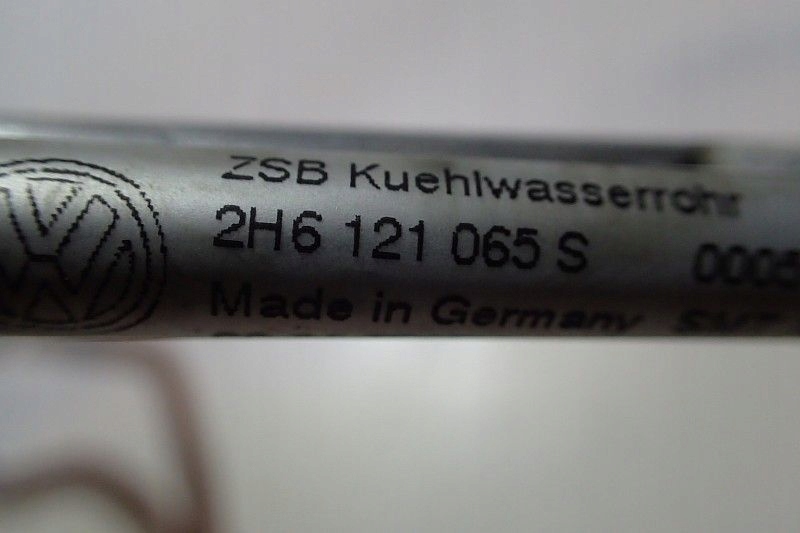 ZSB Kuehlwasserrohr
2H6 121 065 S
Made in Germany